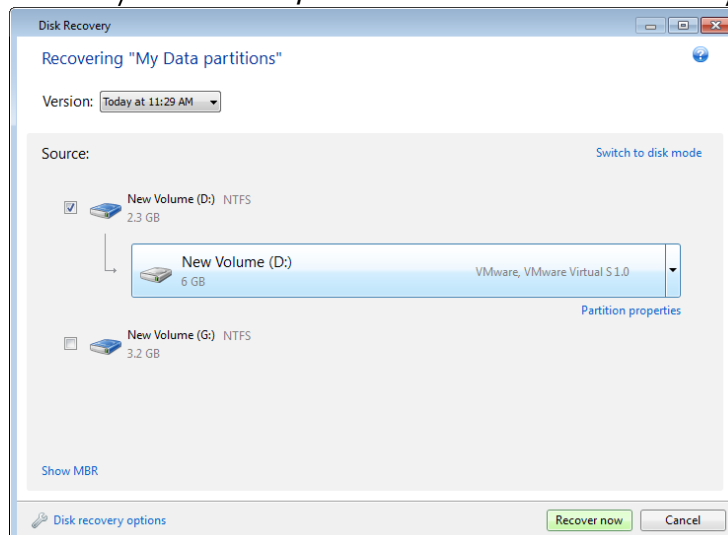 Disk Recovery
Recovering "My Data partitions"
Version: Today at 11:29 AM
Source:
Switch to disk mode
New Volume (D:) NTFS
2.3 GB
New Volume (D:)
6 GB
VMware, VMware Virtual S 1.0
Partition properties
New Volume (G:) NTFS
3.2 GB
Show MBR
Disk recovery options
Recover now
Cancel